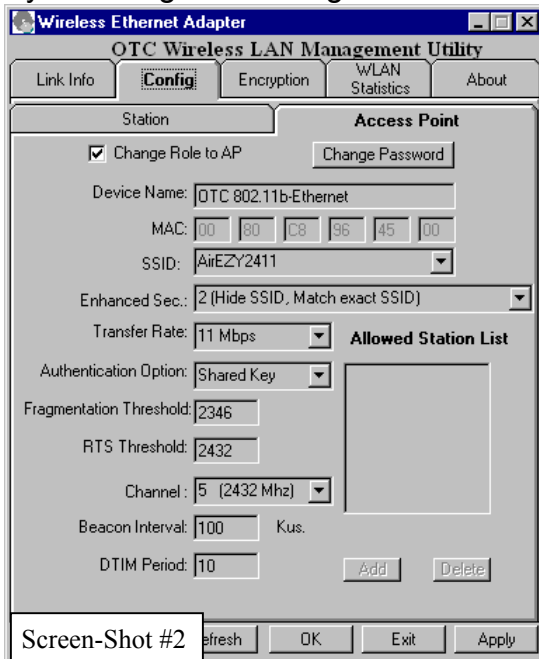 Wireless Ethernet Adapter
OTC Wireless LAN Management Utility
Link Info Config Encryption WLAN Statistics About
Station Access Point
Change Role to AP Change Password
Device Name: OTC 802.11b-Ethernet
MAC: 00 80 C8 96 45 00
SSID: AirEZY2411
Enhanced Sec.: 2 (Hide SSID, Match exact SSID)
Transfer Rate: 11 Mbps Allowed Station List
Authentication Option: Shared Key
Fragmentation Threshold: 2346
RTS Threshold: 2432
Channel : 5 (2432 Mhz)
Beacon Interval: 100 Kus.
DTIM Period: 10 Add Delete
Screen-Shot #2 efresh OK Exit Apply